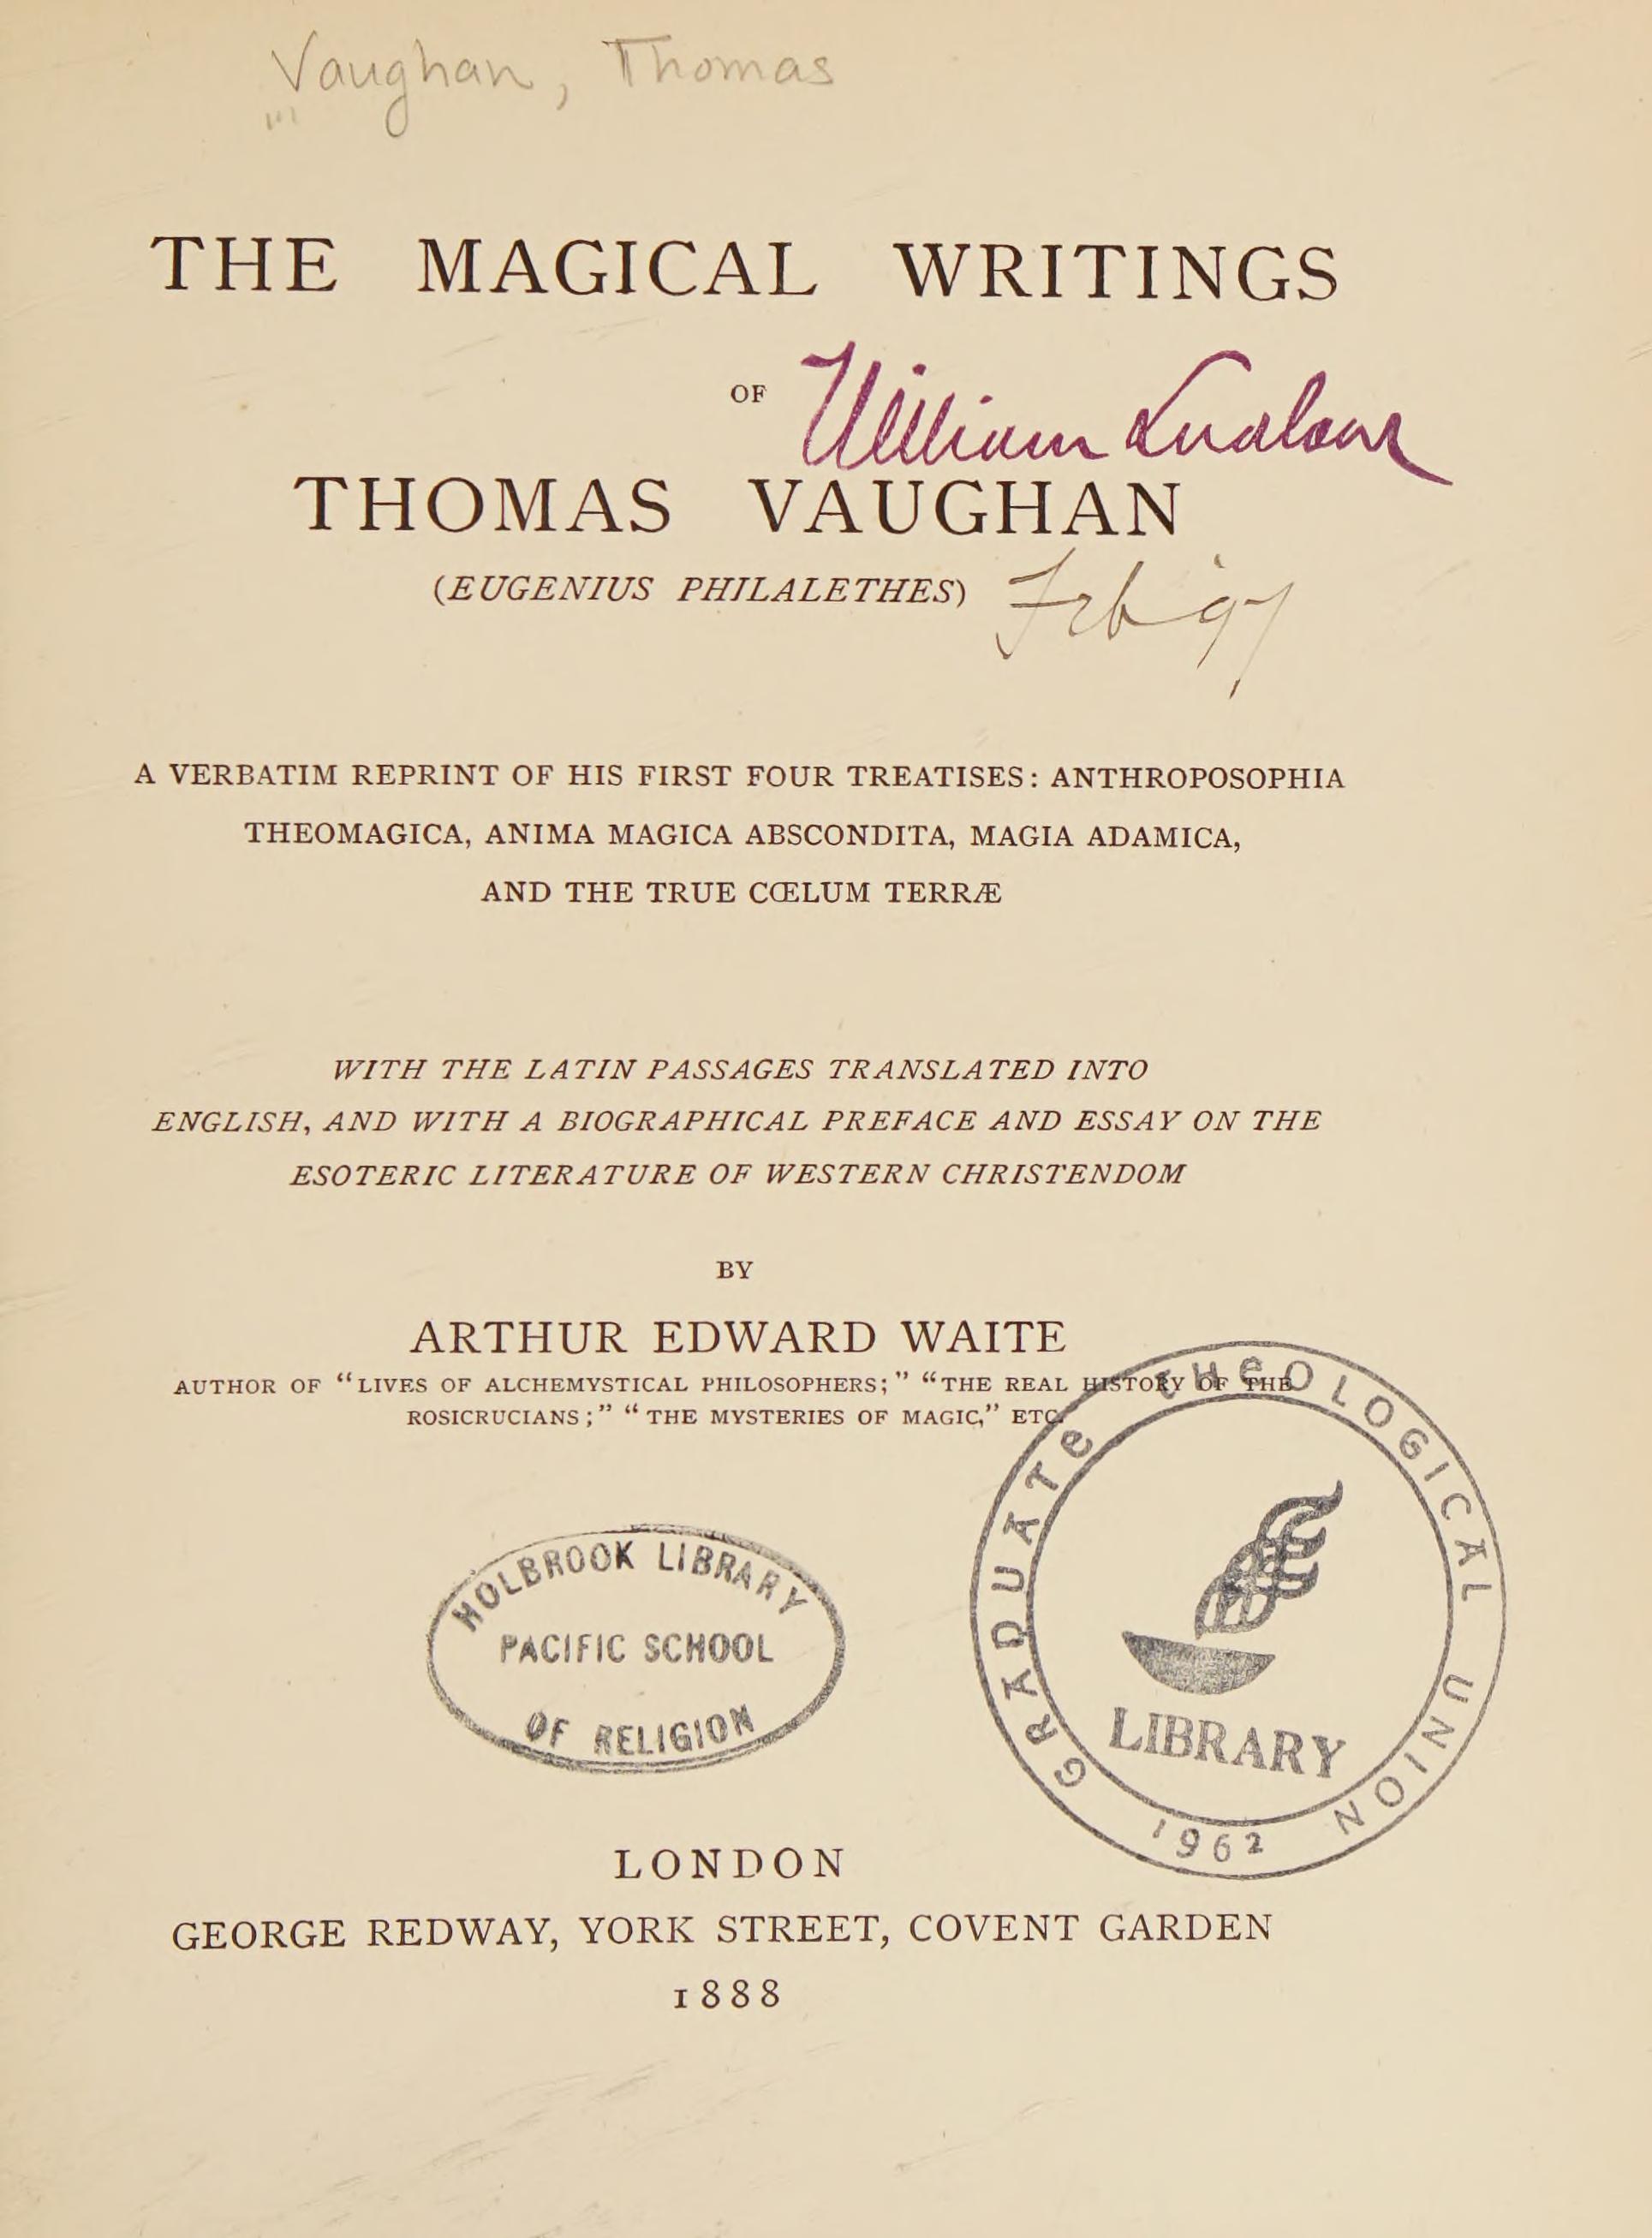 Vaughan, Thomas
THE MAGICAL WRITINGS
OF
William Ludlow
THOMAS VAUGHAN
(EUGENIUS PHILALETHES)
Feb '97
A VERBATIM REPRINT OF HIS FIRST FOUR TREATISES: ANTHROPOSOPHIA
THEOMAGICA, ANIMA MAGICA ABSCONDITA, MAGIA ADAMICA,
AND THE TRUE CŒLUM TERRÆ
WITH THE LATIN PASSAGES TRANSLATED INTO
ENGLISH, AND WITH A BIOGRAPHICAL PREFACE AND ESSAY ON THE
ESOTERIC LITERATURE OF WESTERN CHRISTENDOM
BY
ARTHUR EDWARD WAITE
AUTHOR OF “LIVES OF ALCHEMYSTICAL PHILOSOPHERS;” “THE REAL HISTORY OF THE
ROSICRUCIANS;” “THE MYSTERIES OF MAGIC,” ETC.
HOLBROOK LIBRARY
PACIFIC SCHOOL
OF RELIGION
GRADUATE THEOLOGICAL UNION
LIBRARY
1962
LONDON
GEORGE REDWAY, YORK STREET, COVENT GARDEN
1888